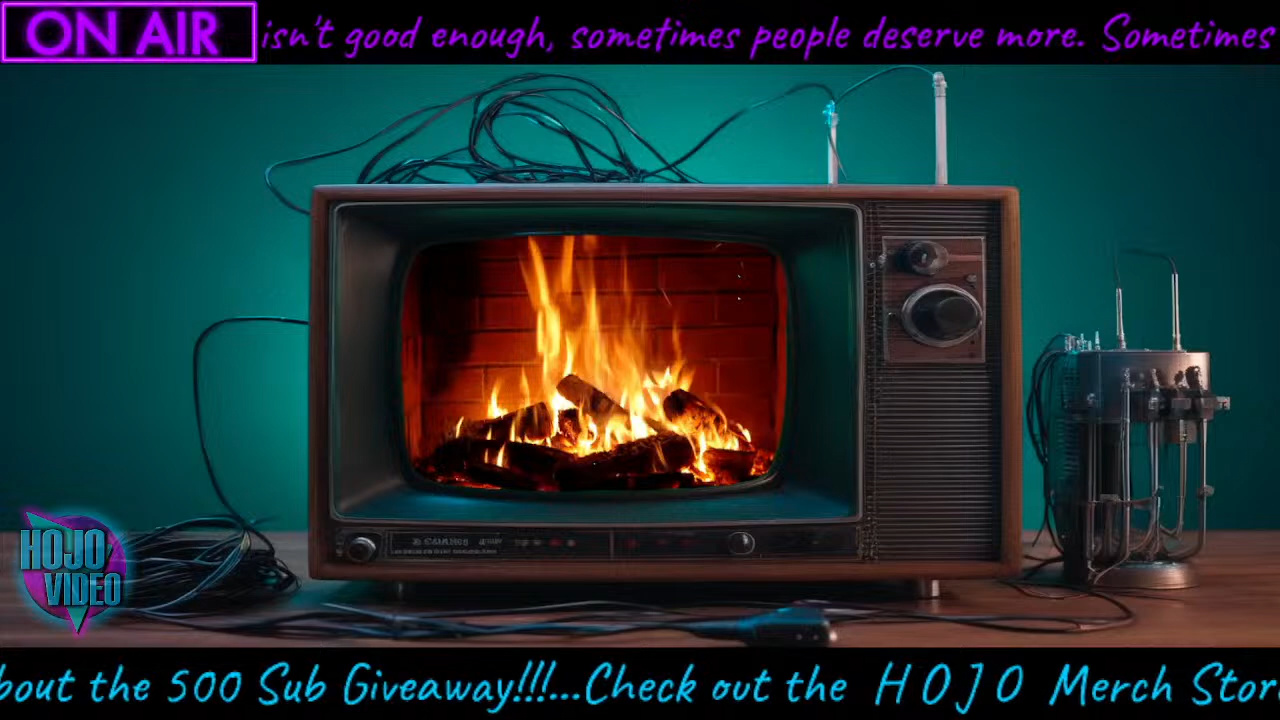 ON AIR
isn't good enough, sometimes people deserve more. Sometimes
HOJO
VIDEO
bout the 500 Sub Giveaway!!!...Check out the HOJO Merch Stor